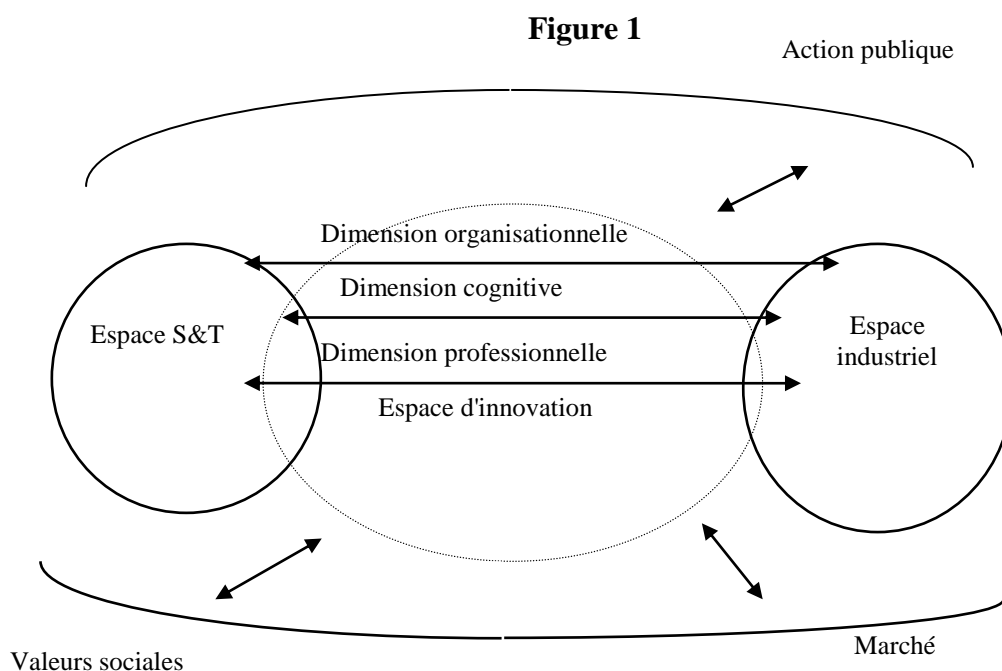 Figure 1
Action publique
Dimension organisationnelle
Dimension cognitive
Espace S&T
Espace
industriel
Dimension professionnelle
Espace d'innovation
Marché
Valeurs sociales